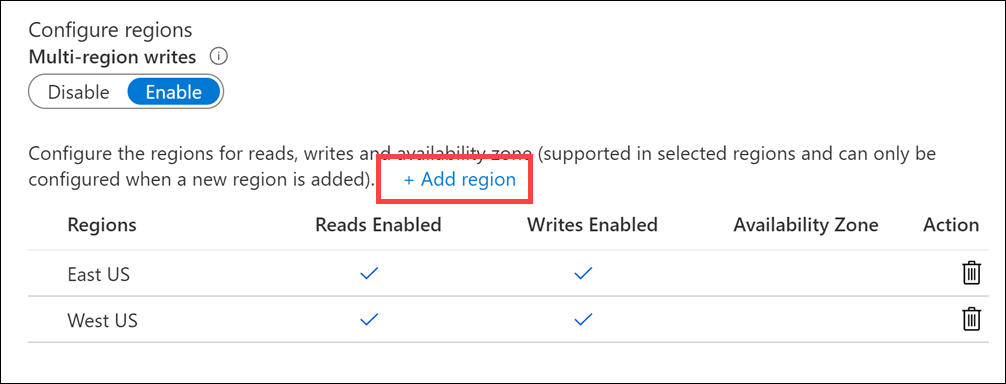 Configure regions
Multi-region writes
Disable Enable
Configure the regions for reads, writes and availability zone (supported in selected regions and can only be
configured when a new region is added). + Add region
Regions Reads Enabled Writes Enabled Availability Zone Action
East US
West US